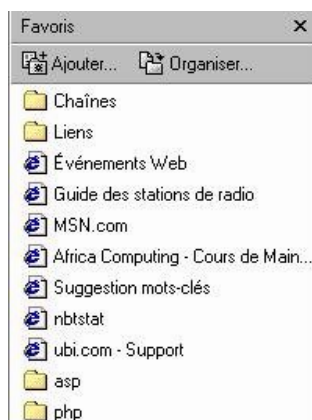 Favoris
Ajouter... Organiser...
Chaînes
Liens
Événements Web
Guide des stations de radio
MSN.com
Africa Computing - Cours de Main...
Suggestion mots-clés
nbtstat
ubi.com - Support
asp
php